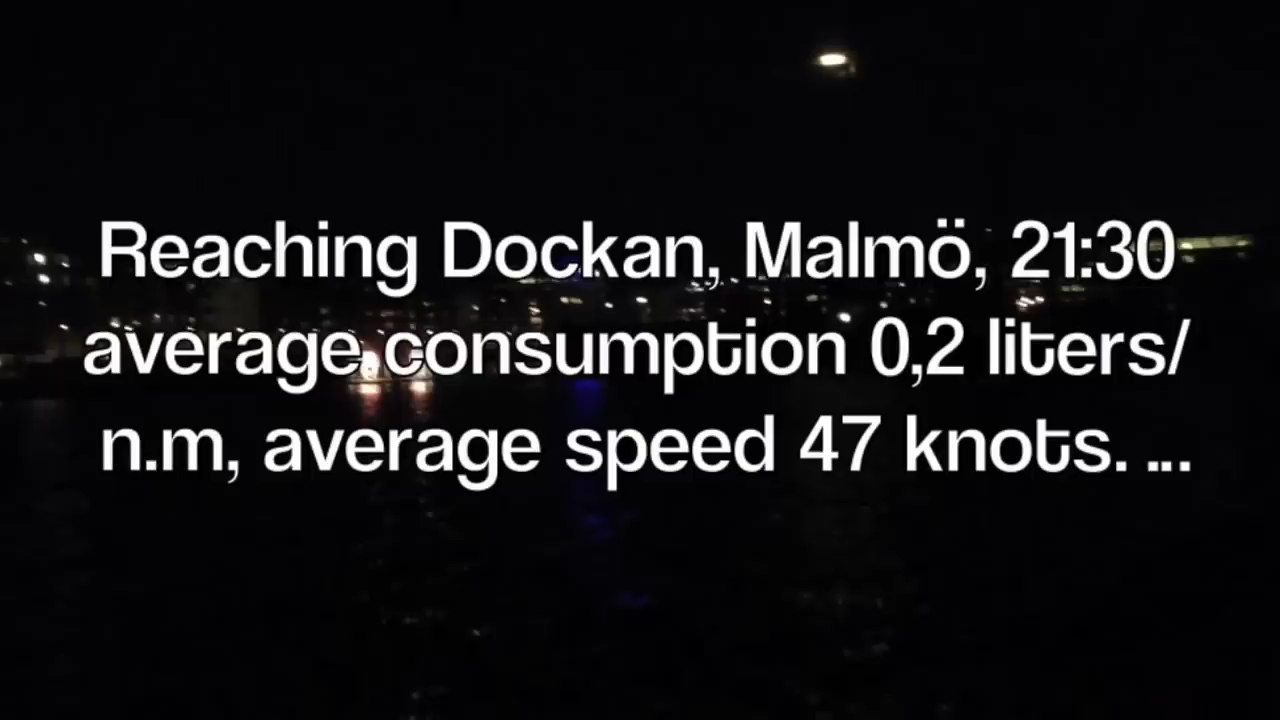 Reaching Dockan, Malmö, 21:30
average consumption 0,2 liters/
n.m, average speed 47 knots. ...